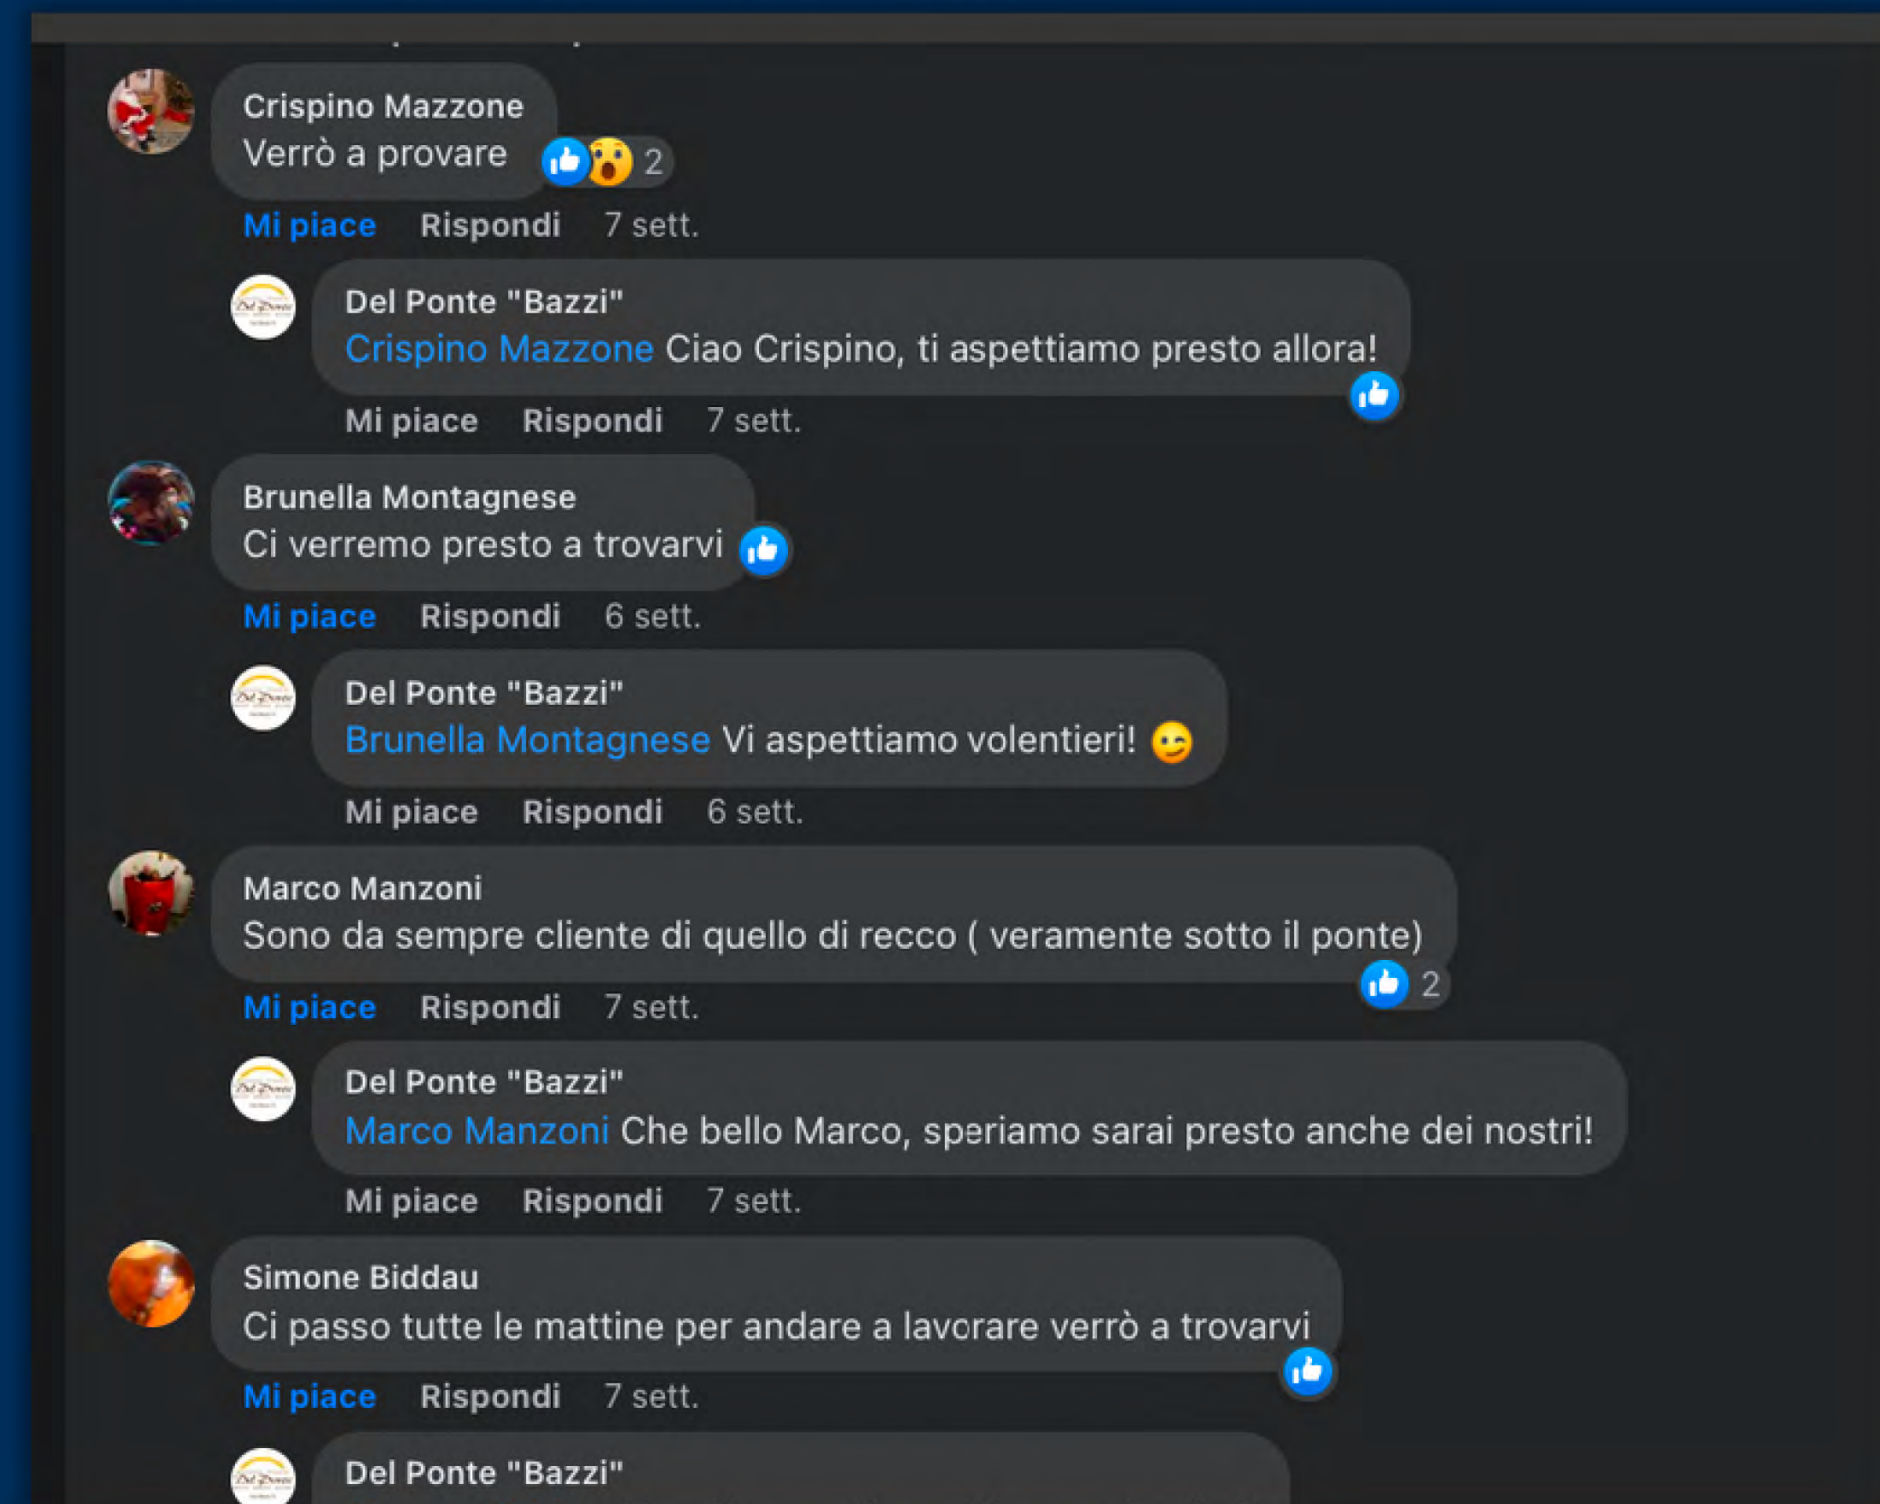 Crispino Mazzone
Verrò a provare
2
Mi piace Rispondi 7 sett.
Del Ponte "Bazzi"
Crispino Mazzone Ciao Crispino, ti aspettiamo presto allora!
Mi piace Rispondi 7 sett.
Brunella Montagnese
Ci verremo presto a trovarvi
Mi piace Rispondi 6 sett.
Del Ponte "Bazzi"
Brunella Montagnese Vi aspettiamo volentieri! 😉
Mi piace Rispondi 6 sett.
Marco Manzoni
Sono da sempre cliente di quello di recco ( veramente sotto il ponte)
2
Mi piace Rispondi 7 sett.
Del Ponte "Bazzi"
Marco Manzoni Che bello Marco, speriamo sarai presto anche dei nostri!
Mi piace Rispondi 7 sett.
Simone Biddau
Ci passo tutte le mattine per andare a lavorare verrò a trovarvi
Mi piace Rispondi 7 sett.
Del Ponte "Bazzi"